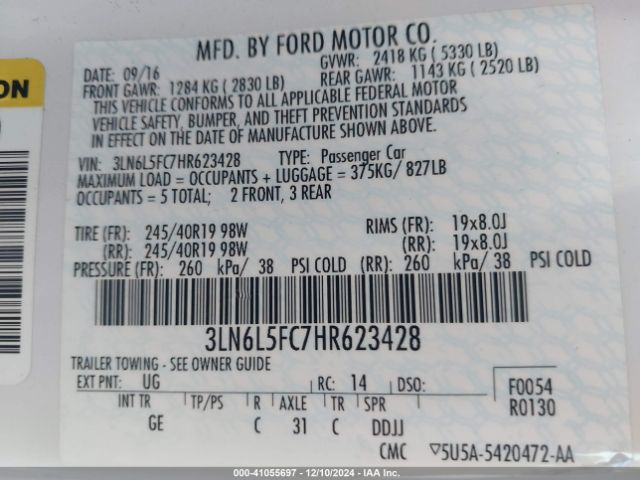 MFD. BY FORD MOTOR CO.
DATE: 09/16 GVWR: 2418 KG ( 5330 LB)
FRONT GAWR: 1284 KG ( 2830 LB) REAR GAWR: 1143 KG ( 2520 LB)
THIS VEHICLE CONFORMS TO ALL APPLICABLE FEDERAL MOTOR
VEHICLE SAFETY, BUMPER, AND THEFT PREVENTION STANDARDS
IN EFFECT ON THE DATE OF MANUFACTURE SHOWN ABOVE.
VIN: 3LN6L5FC7HR623428 TYPE: Passenger Car
MAXIMUM LOAD = OCCUPANTS + LUGGAGE = 375KG/ 827LB
OCCUPANTS = 5 TOTAL; 2 FRONT, 3 REAR
TIRE (FR): 245/40R19 98W RIMS (FR): 19x8.0J
(RR): 245/40R19 98W (RR): 19x8.0J
PRESSURE (FR): 260 kPa/ 38 PSI COLD (RR): 260 kPa/ 38 PSI COLD
3LN6L5FC7HR623428
TRAILER TOWING - SEE OWNER GUIDE
EXT PNT: UG RC: 14 DSO: F0054
R0130
INT TR TP/PS R AXLE TR SPR
GE C 31 C DDJJ
CMC 5U5A-5420472-AA
000-41055697 - 12/10/2024 - IAA Inc.